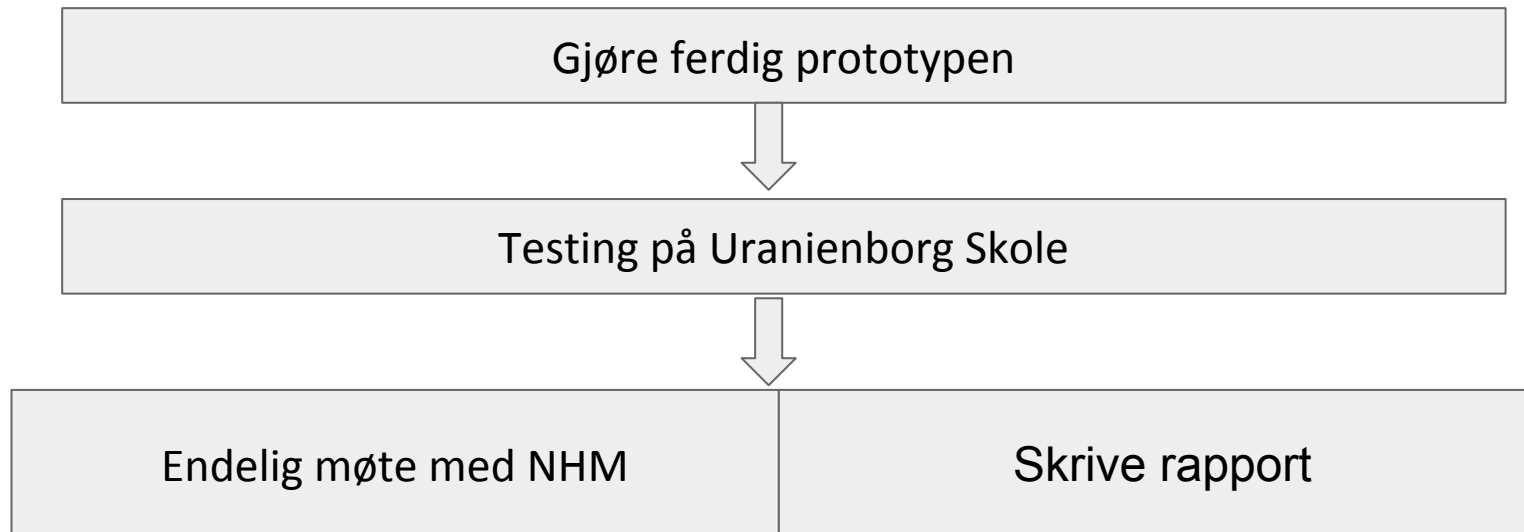 Gjøre ferdig prototypen
Testing på Uranienborg Skole
Endelig møte med NHM
Skrive rapport